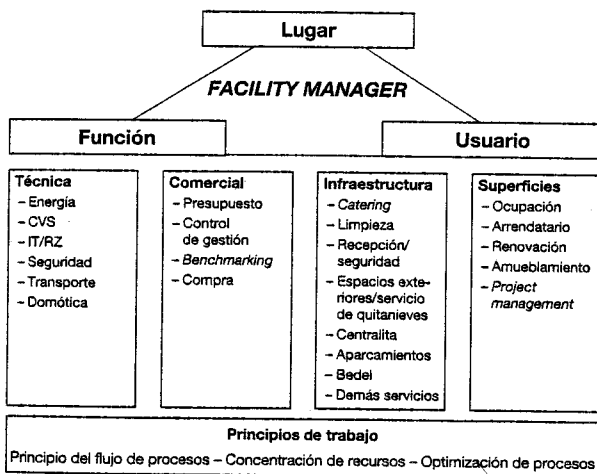 Lugar
FACILITY MANAGER
Función
Usuario
Técnica
– Energía
– CVS
– IT/RZ
– Seguridad
– Transporte
– Domótica
Comercial
– Presupuesto
– Control
de gestión
– Benchmarking
– Compra
Infraestructura
– Catering
– Limpieza
– Recepción/
seguridad
– Espacios exte-
riores/servicio
de quitanieves
– Centralita
– Aparcamientos
– Bedel
– Demás servicios
Superficies
– Ocupación
– Arrendatario
– Renovación
– Amueblamiento
– Project
management
Principios de trabajo
Principio del flujo de procesos – Concentración de recursos – Optimización de procesos